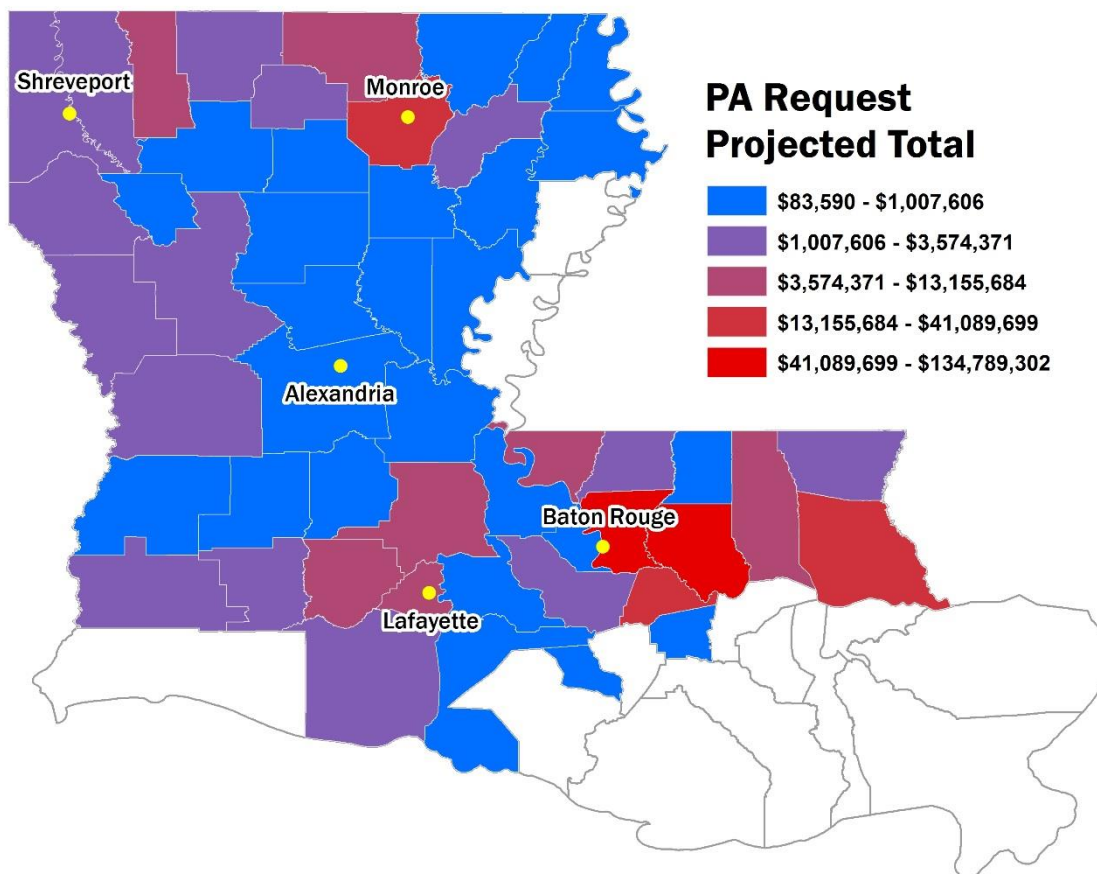 Shreveport
Monroe
PA Request
Projected Total
$83,590 - $1,007,606
$1,007,606 - $3,574,371
$3,574,371 - $13,155,684
$13,155,684 - $41,089,699
$41,089,699 - $134,789,302
Alexandria
Baton Rouge
Lafayette